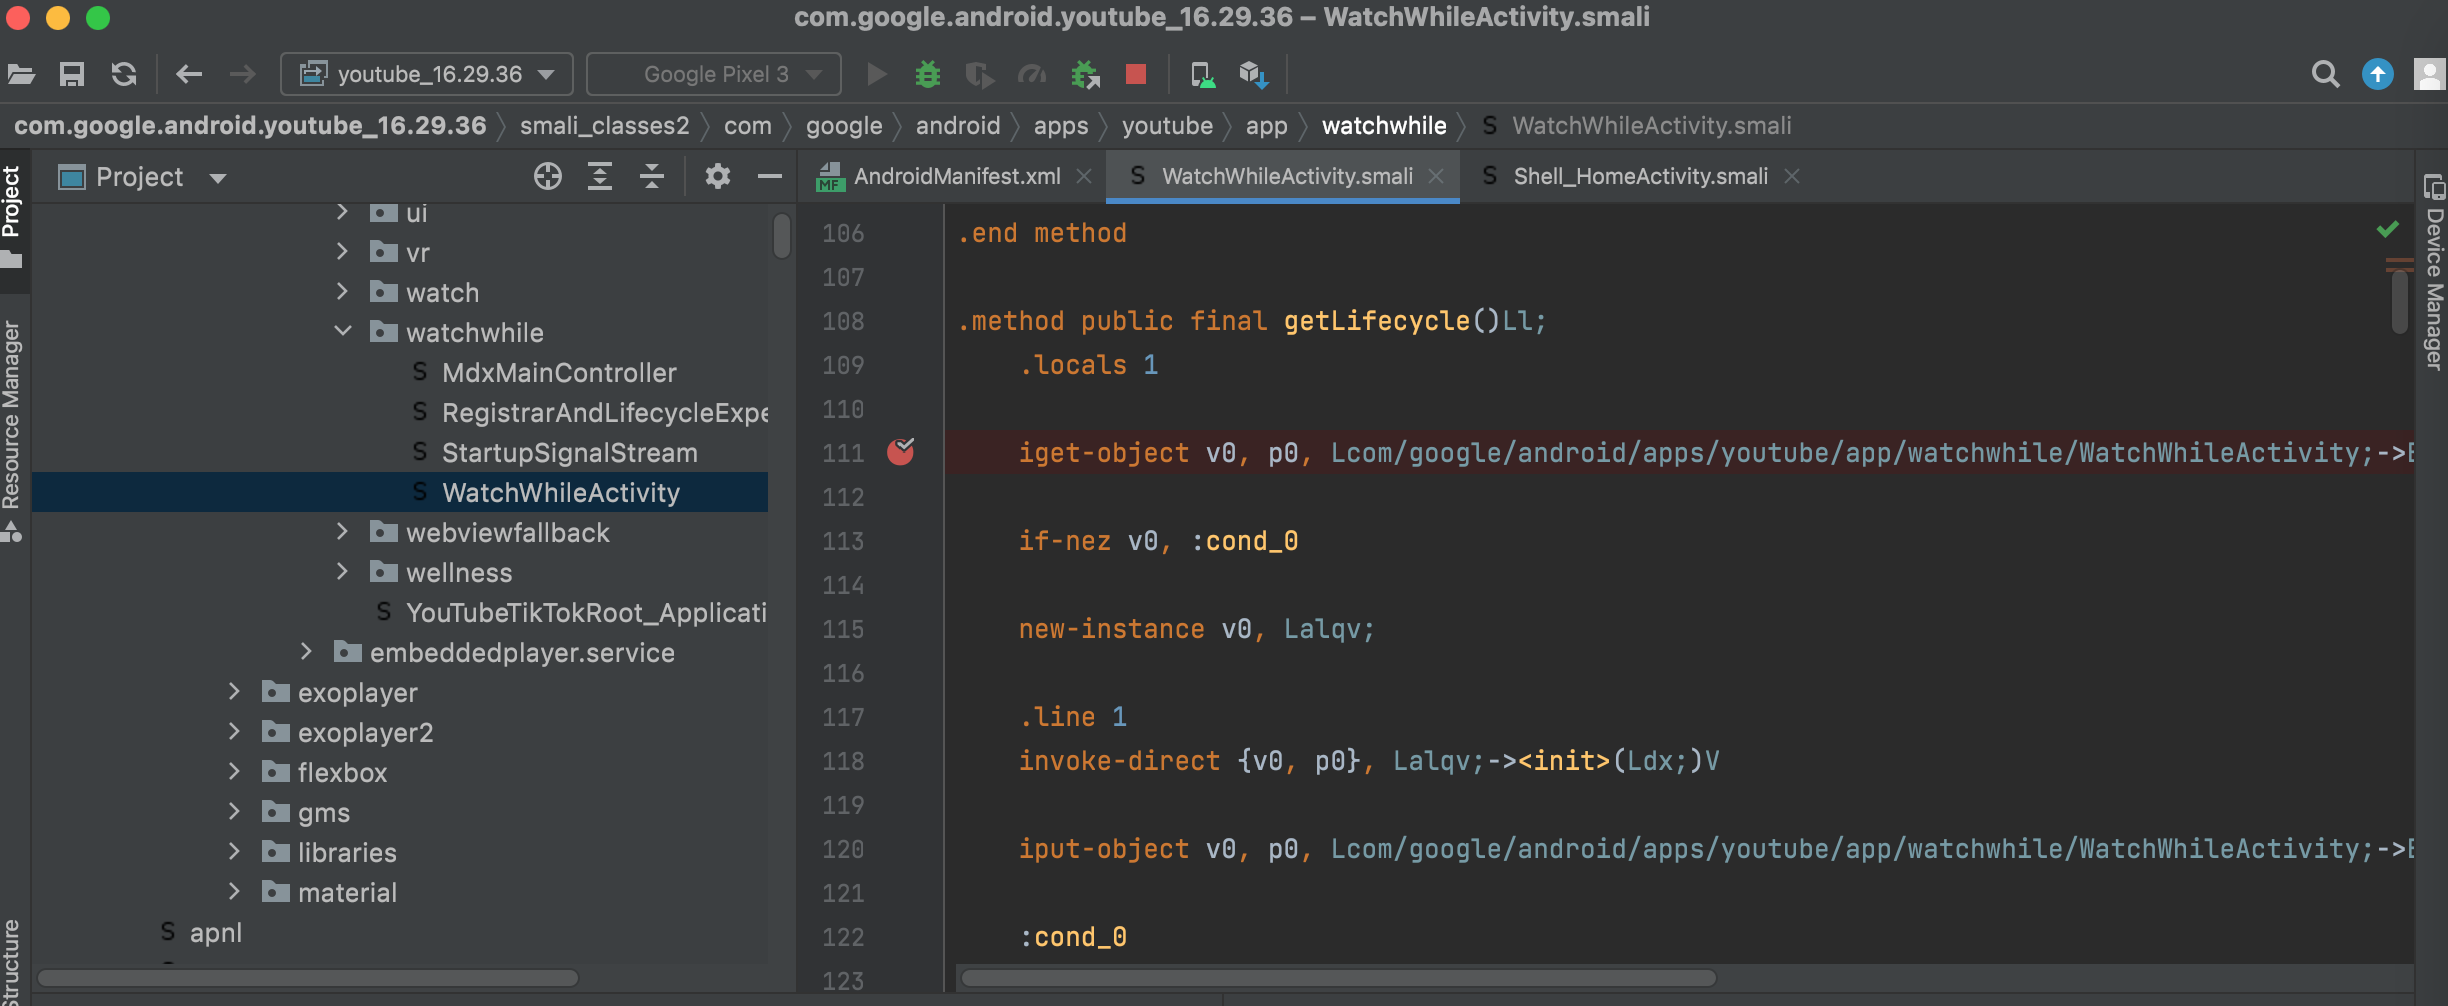 com.google.android.youtube_16.29.36 – WatchWhileActivity.smali
youtube_16.29.36
Google Pixel 3
com.google.android.youtube_16.29.36
smali_classes2
com
google
android
apps
youtube
app
watchwhile
S WatchWhileActivity.smali
Project
Resource Manager
Structure
Project
ui
vr
watch
watchwhile
S MdxMainController
S RegistrarAndLifecycleExpe
S StartupSignalStream
S WatchWhileActivity
webviewfallback
wellness
S YouTubeTikTokRoot_Applicati
embeddedplayer.service
exoplayer
exoplayer2
flexbox
gms
libraries
material
S apnl
MF AndroidManifest.xml
S WatchWhileActivity.smali
S Shell_HomeActivity.smali
106 .end method
107
108 .method public final getLifecycle()Ll;
109 .locals 1
110
111 iget-object v0, p0, Lcom/google/android/apps/youtube/app/watchwhile/WatchWhileActivity;->
112
113 if-nez v0, :cond_0
114
115 new-instance v0, Lalqv;
116
117 .line 1
118 invoke-direct {v0, p0}, Lalqv;-><init>(Ldx;)V
119
120 iput-object v0, p0, Lcom/google/android/apps/youtube/app/watchwhile/WatchWhileActivity;->
121
122 :cond_0
123
Device Manager